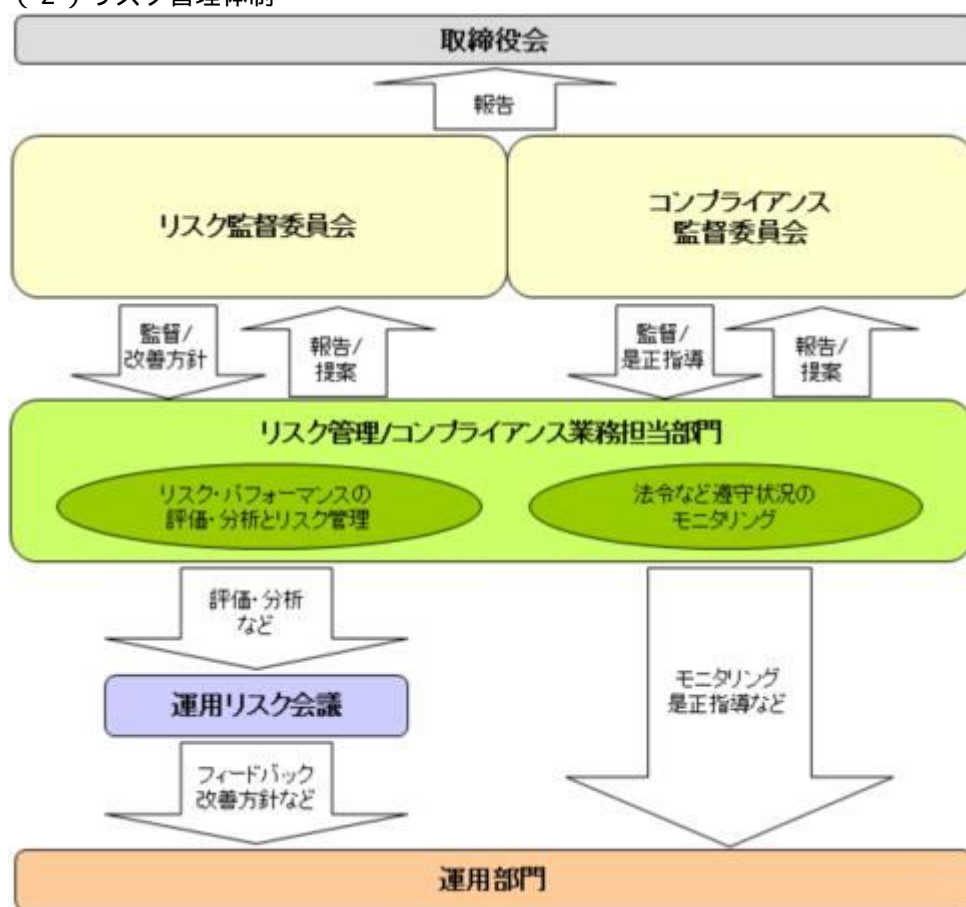 (2)リスク管理体制
取締役会
報告
リスク監督委員会
コンプライアンス
監督委員会
監督/
改善方針
報告/
提案
監督/
是正指導
報告/
提案
リスク管理/コンプライアンス業務担当部門
リスク・パフォーマンスの
評価・分析とリスク管理
法令など遵守状況の
モニタリング
評価・分析
など
運用リスク会議
モニタリング
是正指導など
フィードバック
改善方針など
運用部門